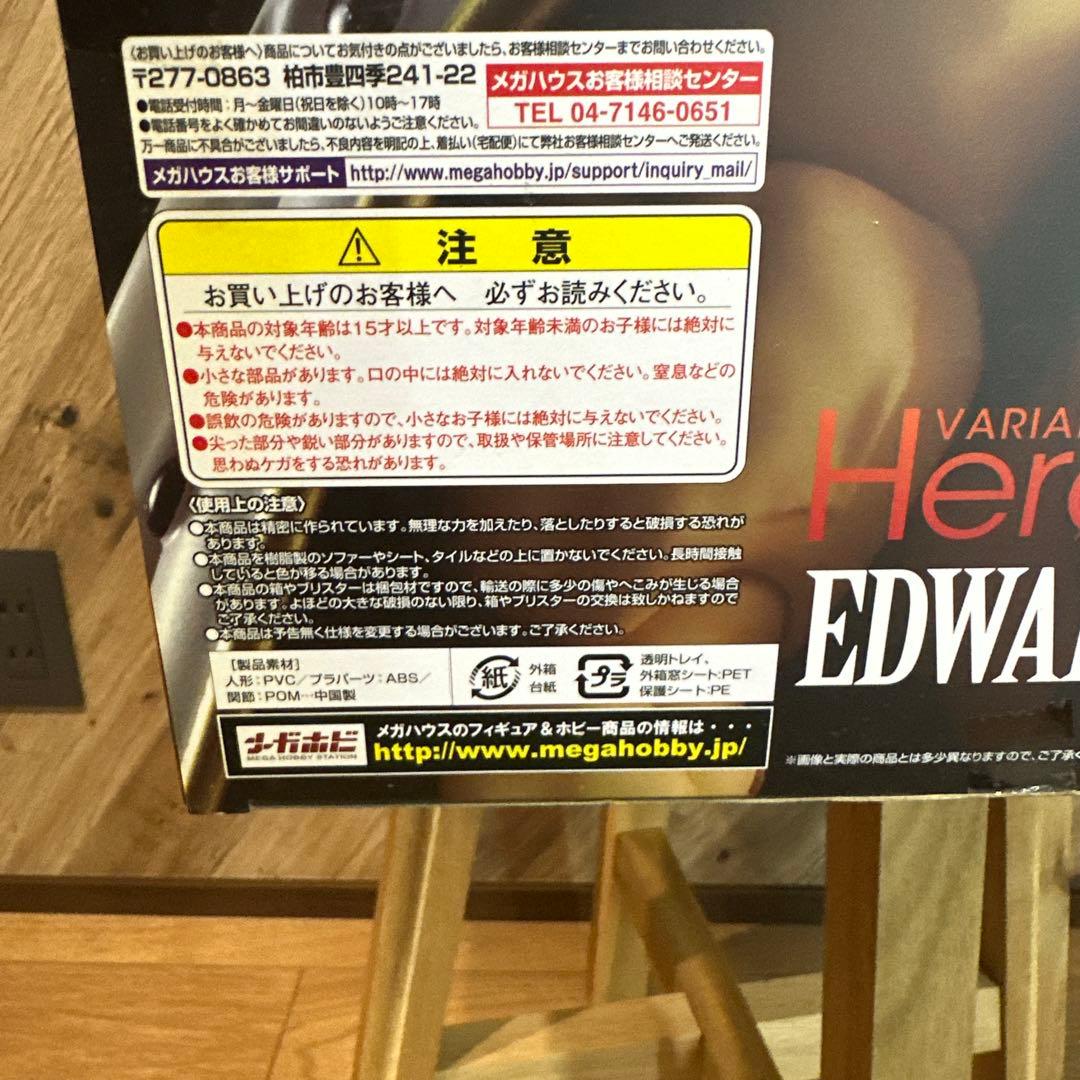 〈お買い上げのお客様へ〉商品についてお気付きの点がございましたら、お客様相談センターまでお問い合わせください。
〒277-0863 柏市豊四季241-22
メガハウスお客様相談センター
TEL 04-7146-0651
●電話受付時間：月〜金曜日(祝日を除く)10時〜17時
●電話番号をよく確かめてお間違いのないようご注意ください。
万一商品に不具合がございましたら、不良内容を明記の上、着払い(宅配便)にて弊社お客様相談センターへご発送ください。
メガハウスお客様サポート http://www.megahobby.jp/support/inquiry_mail/
注 意
お買い上げのお客様へ 必ずお読みください。
●本商品の対象年齢は15才以上です。対象年齢未満のお子様には絶対に
与えないでください。
●小さな部品があります。口の中には絶対に入れないでください。窒息などの
危険があります。
●誤飲の危険がありますので、小さなお子様には絶対に与えないでください。
●尖った部分や鋭い部分がありますので、取扱や保管場所に注意してください。
思わぬケガをする恐れがあります。
〈使用上の注意〉
●本商品は精密に作られています。無理な力を加えたり、落としたりすると破損する恐れが
あります。
●本商品を樹脂製のソファーやシート、タイルなどの上に置かないでください。長時間接触
していると色が移る場合があります。
●本商品の箱やブリスターは梱包材ですので、輸送の際に多少の傷やへこみが生じる場合
があります。よほどの大きな破損のない限り、箱やブリスターの交換は致しかねますので
ご了承ください。
●本商品は予告無く仕様を変更する場合がございます。ご了承ください。
［製品素材］
人形：PVC／プラパーツ：ABS／
関節：POM…中国製
紙
外箱
台紙
プラ
透明トレイ、
外箱窓シート：PET
保護シート：PE
メガホビ
MEGA HOBBY STATION
メガハウスのフィギュア＆ホビー商品の情報は・・・
http://www.megahobby.jp/
VARIA
Hero
EDWA
※画像と実際の商品とは多少異なりますので、ご了承く